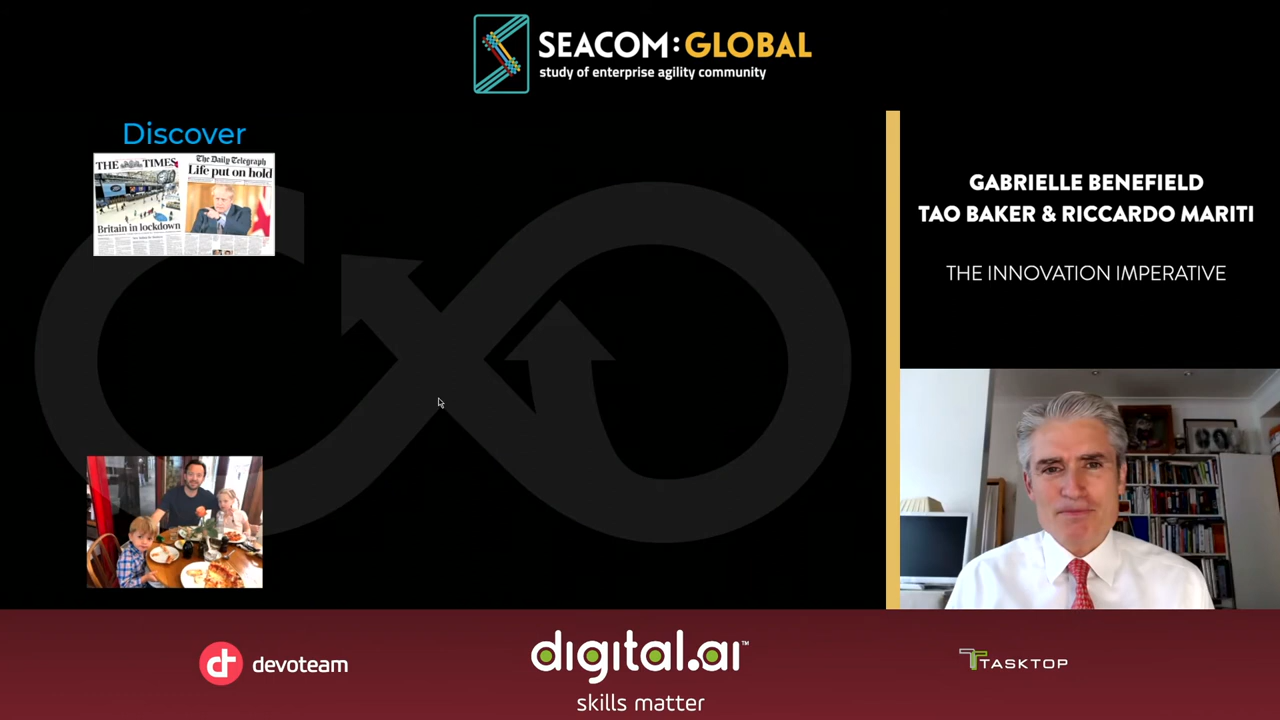 SEACOM:GLOBAL
study of enterprise agility community
Discover
THE TIMES
Britain in lockdown
The Daily Telegraph
Life put on hold
GABRIELLE BENEFIELD
TAO BAKER & RICCARDO MARITI
THE INNOVATION IMPERATIVE
devoteam
digital.ai™
skills matter
TASKTOP